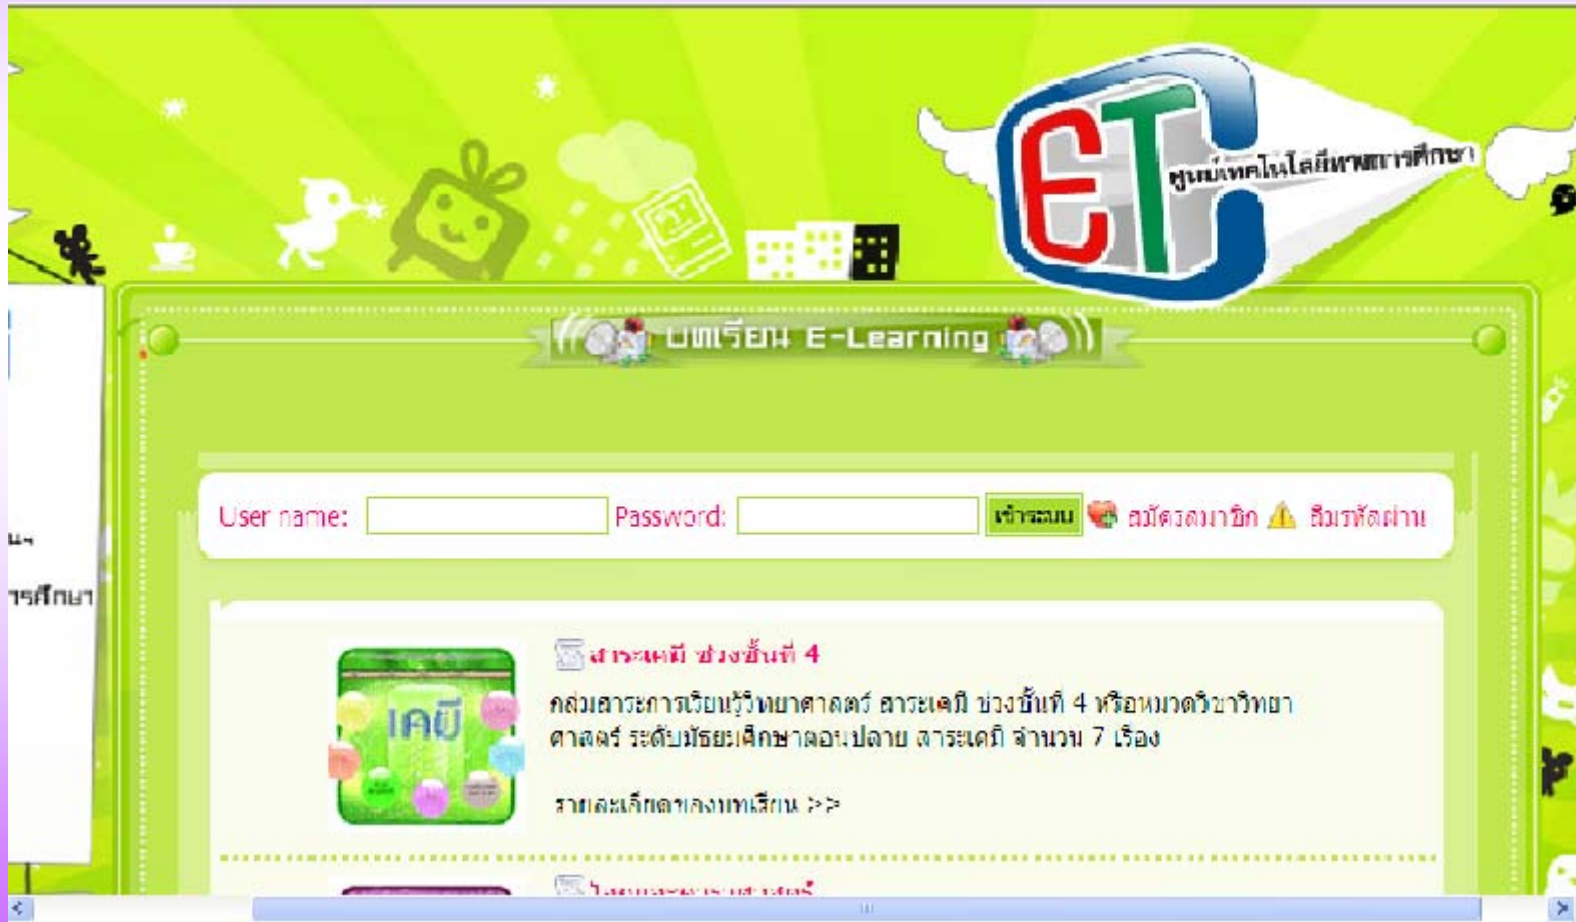 ETC
ศูนย์เทคโนโลยีทางการศึกษา
บทเรียน E-Learning
User name: Password: เข้าระบบ สมัครสมาชิก ลืมรหัสผ่าน
ารศึกษา
สาระเคมี ช่วงชั้นที่ 4
เคมี
กลุ่มสาระการเรียนรู้วิทยาศาสตร์ สาระเคมี ช่วงชั้นที่ 4 หรือหมวดวิชาวิทยา
ศาสตร์ ระดับมัธยมศึกษาตอนปลาย สาระเคมี จำนวน 7 เรื่อง
รายละเอียดของบทเรียน >>